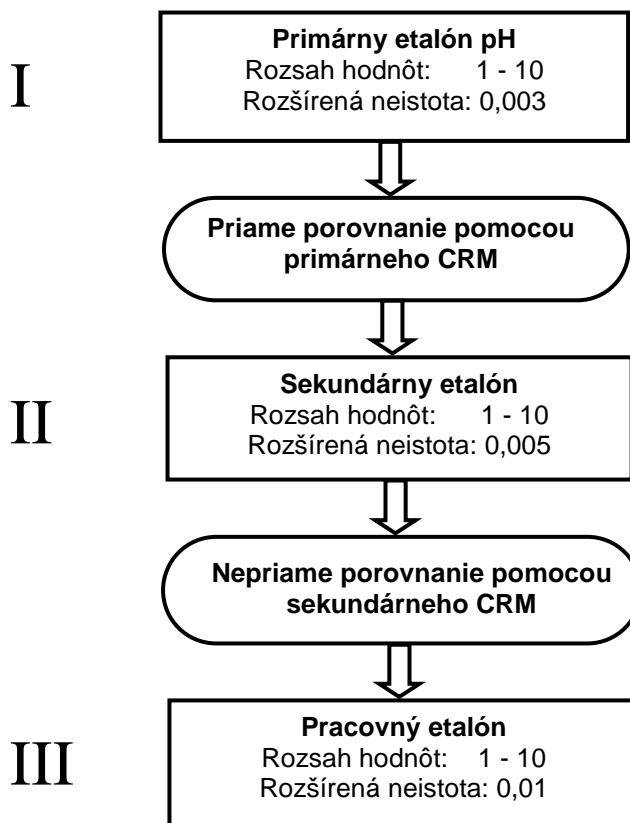 I
Primárny etalón pH
Rozsah hodnôt: 1 - 10
Rozšírená neistota: 0,003
Priame porovnanie pomocou
primárneho CRM
II
Sekundárny etalón
Rozsah hodnôt: 1 - 10
Rozšírená neistota: 0,005
Nepriame porovnanie pomocou
sekundárneho CRM
III
Pracovný etalón
Rozsah hodnôt: 1 - 10
Rozšírená neistota: 0,01